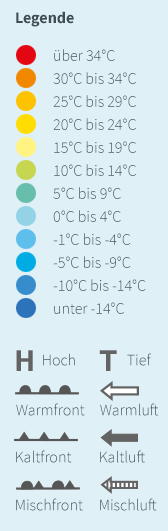 Legende
über 34°C
30°C bis 34°C
25°C bis 29°C
20°C bis 24°C
15°C bis 19°C
10°C bis 14°C
5°C bis 9°C
0°C bis 4°C
-1°C bis -4°C
-5°C bis -9°C
-10°C bis -14°C
unter -14°C
H Hoch T Tief
Warmfront Warmluft
Kaltfront Kaltluft
Mischfront Mischluft